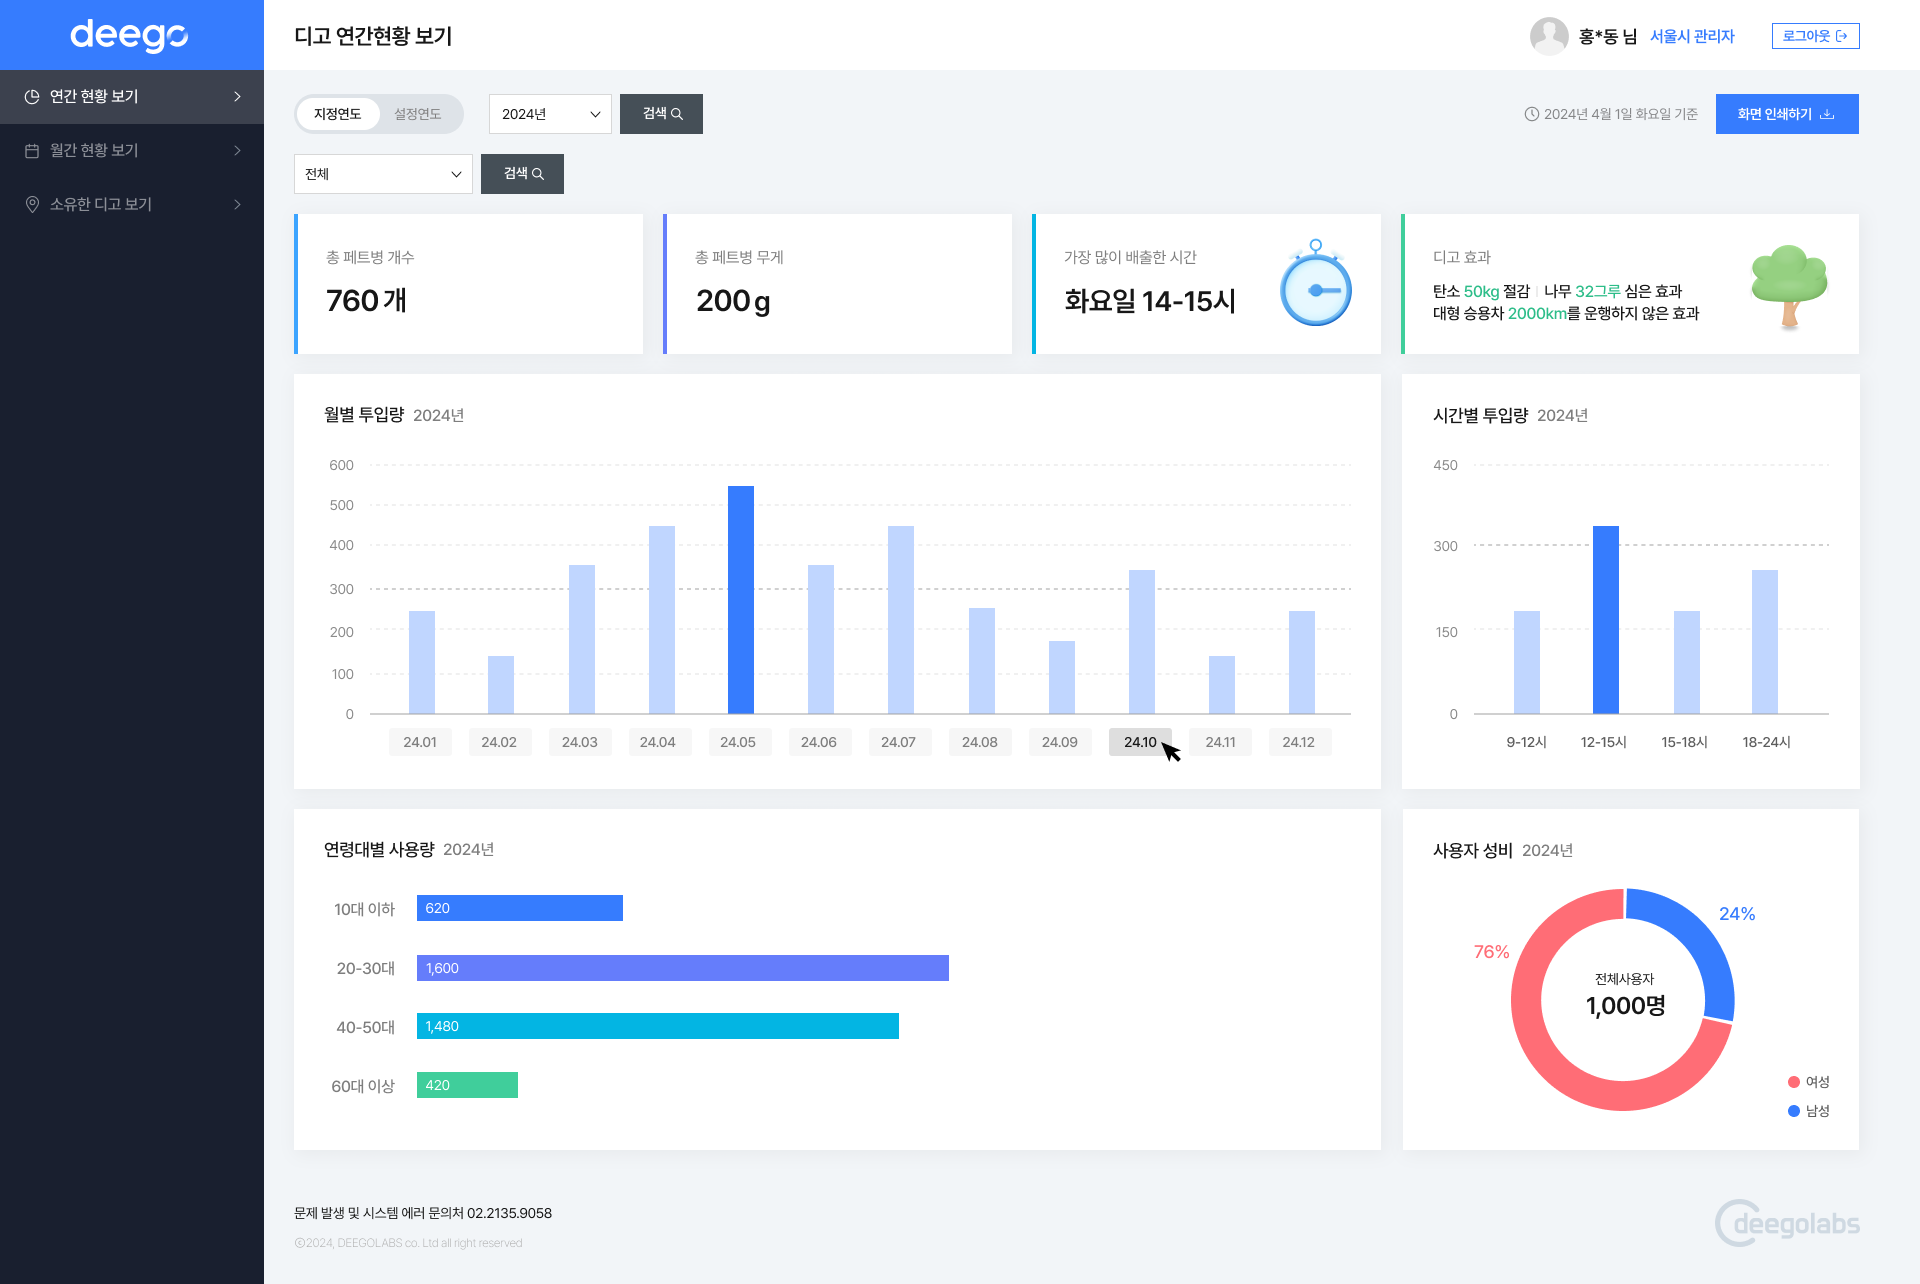 deego
디고 연간현황 보기
홍*동 님 서울시 관리자
로그아웃
연간 현황 보기
월간 현황 보기
소유한 디고 보기
지정연도 설정연도
2024년
검색
2024년 4월 1일 화요일 기준
화면 인쇄하기
전체
검색
총 페트병 개수
760 개
총 페트병 무게
200 g
가장 많이 배출한 시간
화요일 14-15시
디고 효과
탄소 50kg 절감 | 나무 32그루 심은 효과
대형 승용차 2000km를 운행하지 않은 효과
월별 투입량 2024년
600
500
400
300
200
100
0
24.01 24.02 24.03 24.04 24.05 24.06 24.07 24.08 24.09 24.10 24.11 24.12
시간별 투입량 2024년
450
300
150
0
9-12시 12-15시 15-18시 18-24시
연령대별 사용량 2024년
10대 이하 620
20-30대 1,600
40-50대 1,480
60대 이상 420
사용자 성비 2024년
24%
76%
전체사용자
1,000명
여성
남성
문제 발생 및 시스템 에러 문의처 02.2135.9058
©2024, DEEGOLABS co. Ltd all right reserved
deegolabs